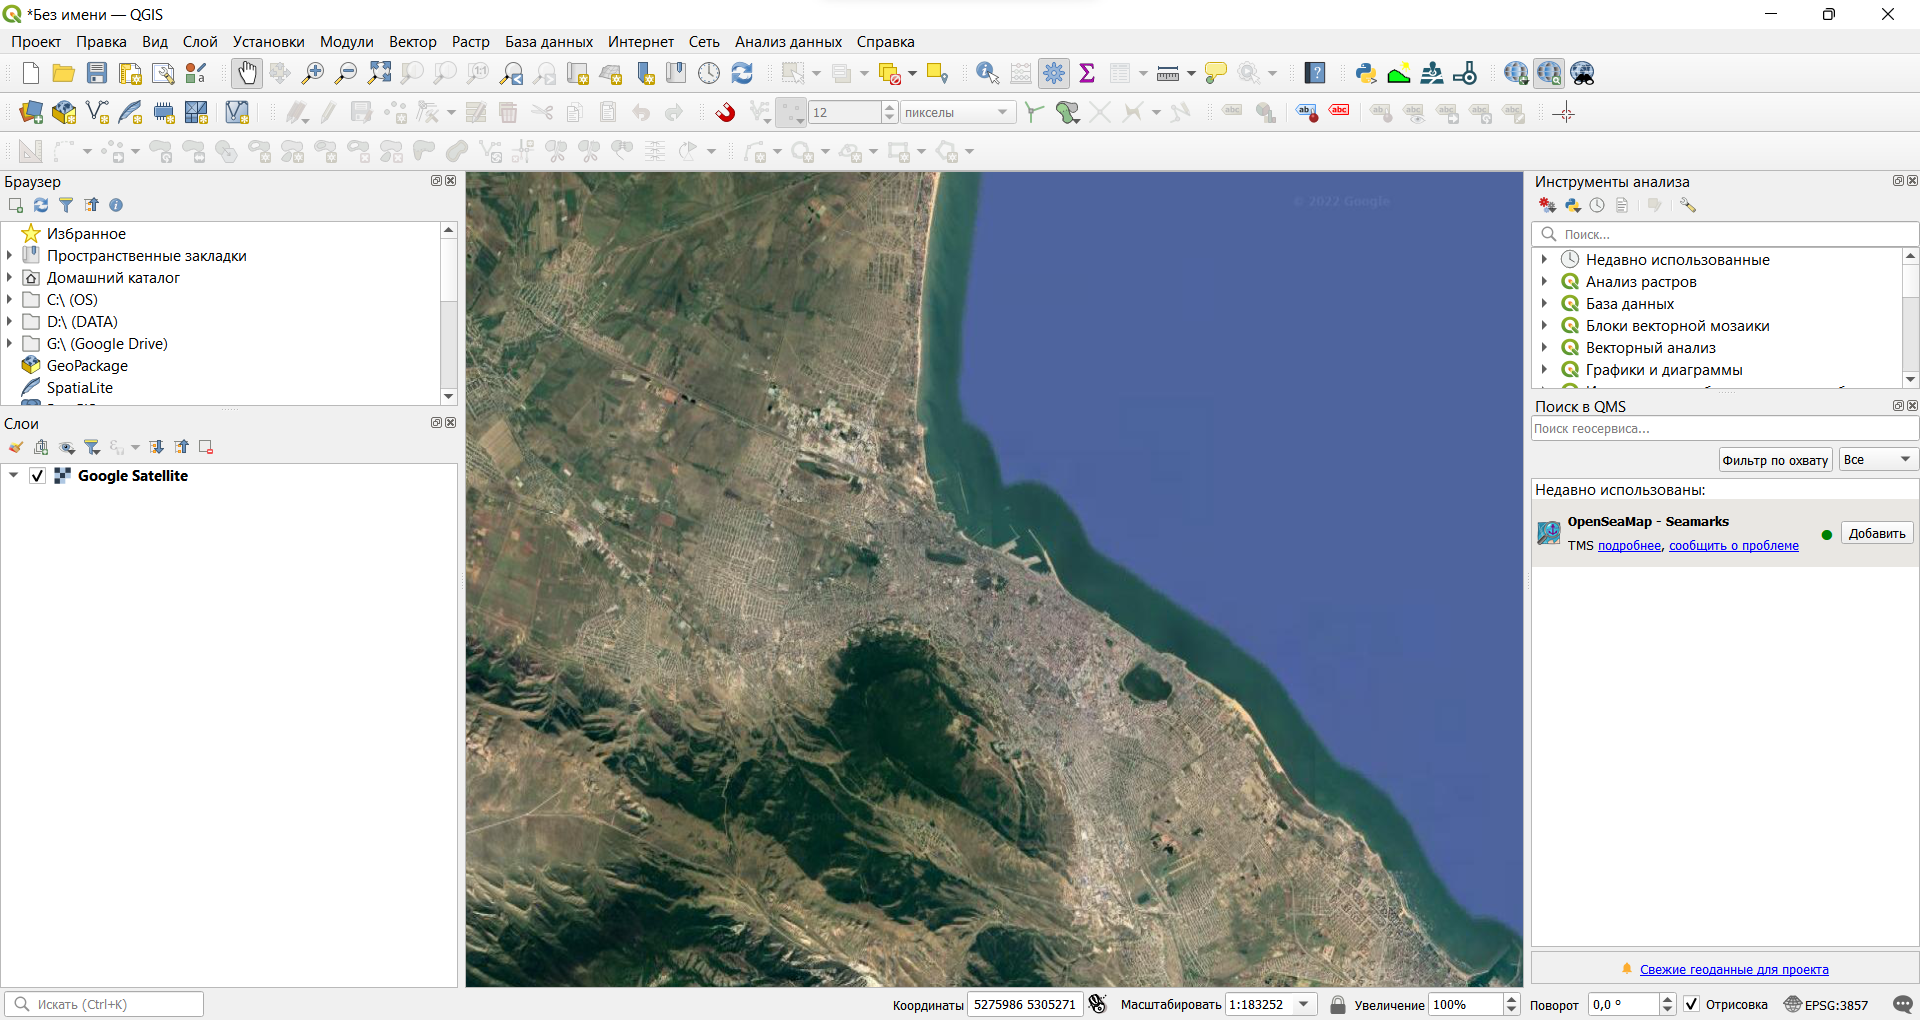 *Без имени — QGIS
Проект Правка Вид Слой Установки Модули Вектор Растр База данных Интернет Сеть Анализ данных Справка
12 пикселы
Браузер
Избранное
Пространственные закладки
Домашний каталог
C:\ (OS)
D:\ (DATA)
G:\ (Google Drive)
GeoPackage
SpatiaLite
Слои
Google Satellite
© 2022 Google
Инструменты анализа
Поиск...
Недавно использованные
Анализ растров
База данных
Блоки векторной мозаики
Векторный анализ
Графики и диаграммы
Поиск в QMS
Поиск геосервиса...
Фильтр по охвату Все
Недавно использованы:
OpenSeaMap - Seamarks
TMS подробнее, сообщить о проблеме
Добавить
Свежие геоданные для проекта
Искать (Ctrl+K)
Координаты 5275986 5305271 Масштабировать 1:183252 Увеличение 100% Поворот 0,0 ° Отрисовка EPSG:3857